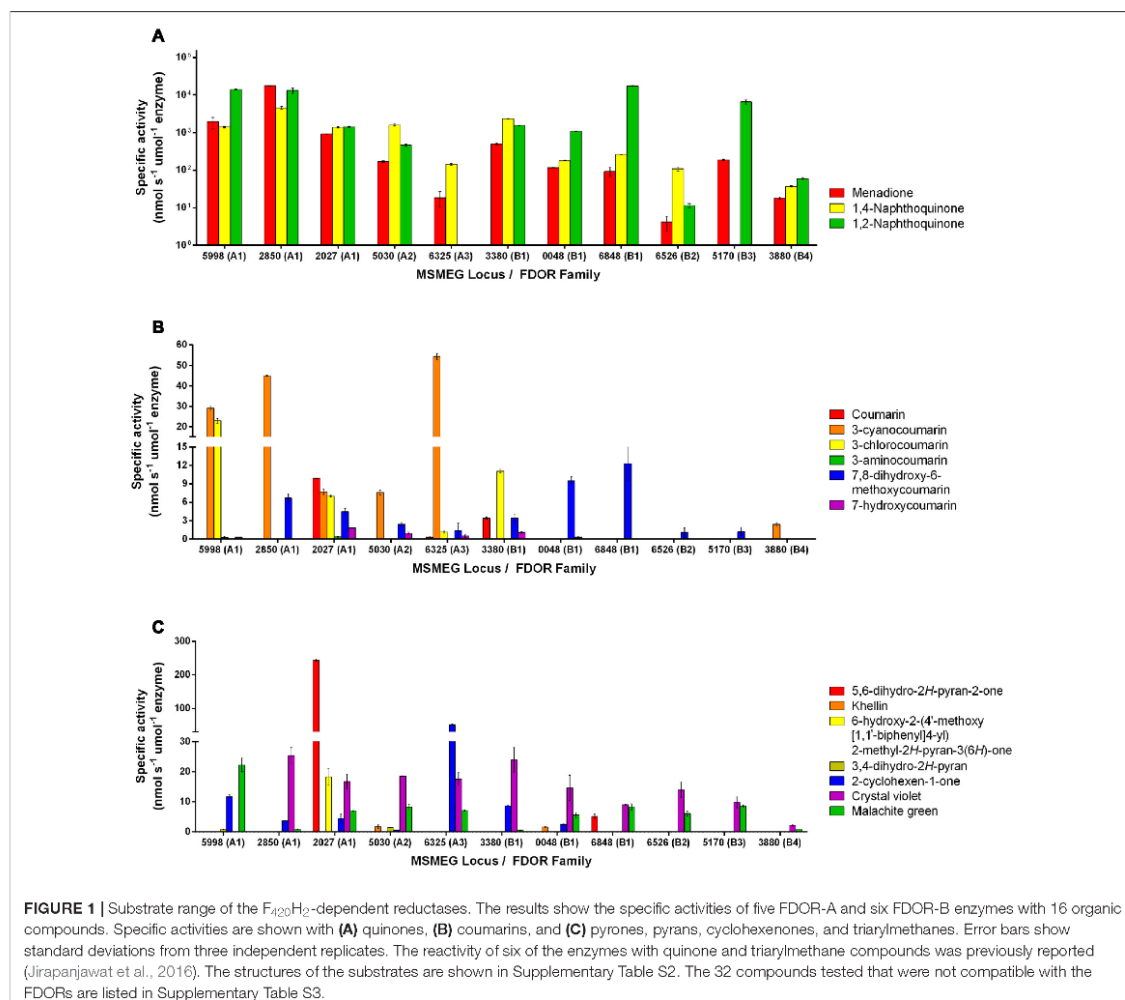 A
Specific activity
(nmol s⁻¹ umol⁻¹ enzyme)
10⁵
10⁴
10³
10²
10¹
10⁰
5998 (A1) 2850 (A1) 2027 (A1) 5030 (A2) 6325 (A3) 3380 (B1) 0048 (B1) 6848 (B1) 6526 (B2) 5170 (B3) 3880 (B4)
MSMEG Locus / FDOR Family
Menadione
1,4-Naphthoquinone
1,2-Naphthoquinone
B
Specific activity
(nmol s⁻¹ umol⁻¹ enzyme)
60
50
40
30
20
15
12
9
6
3
0
5998 (A1) 2850 (A1) 2027 (A1) 5030 (A2) 6325 (A3) 3380 (B1) 0048 (B1) 6848 (B1) 6526 (B2) 5170 (B3) 3880 (B4)
MSMEG Locus / FDOR Family
Coumarin
3-cyanocoumarin
3-chlorocoumarin
3-aminocoumarin
7,8-dihydroxy-6-
methoxycoumarin
7-hydroxycoumarin
C
Specific activity
(nmol s⁻¹ umol⁻¹ enzyme)
300
200
100
30
20
10
0
5998 (A1) 2850 (A1) 2027 (A1) 5030 (A2) 6325 (A3) 3380 (B1) 0048 (B1) 6848 (B1) 6526 (B2) 5170 (B3) 3880 (B4)
MSMEG Locus / FDOR Family
5,6-dihydro-2H-pyran-2-one
Khellin
6-hydroxy-2-(4'-methoxy
[1,1'-biphenyl]4-yl)
2-methyl-2H-pyran-3(6H)-one
3,4-dihydro-2H-pyran
2-cyclohexen-1-one
Crystal violet
Malachite green
FIGURE 1 | Substrate range of the F₄₂₀H₂-dependent reductases. The results show the specific activities of five FDOR-A and six FDOR-B enzymes with 16 organic
compounds. Specific activities are shown with (A) quinones, (B) coumarins, and (C) pyrones, pyrans, cyclohexenones, and triarylmethanes. Error bars show
standard deviations from three independent replicates. The reactivity of six of the enzymes with quinone and triarylmethane compounds was previously reported
(Jirapanjawat et al., 2016). The structures of the substrates are shown in Supplementary Table S2. The 32 compounds tested that were not compatible with the
FDORs are listed in Supplementary Table S3.